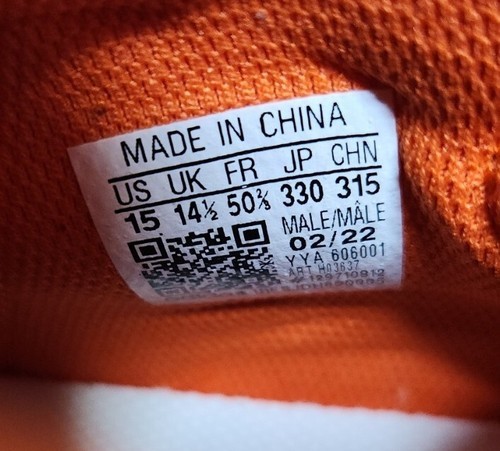 MADE IN CHINA
US UK FR JP CHN
15 14½ 50⅔ 330 315
MALE/MÂLE
02/22
YYA 606001
ART H03637